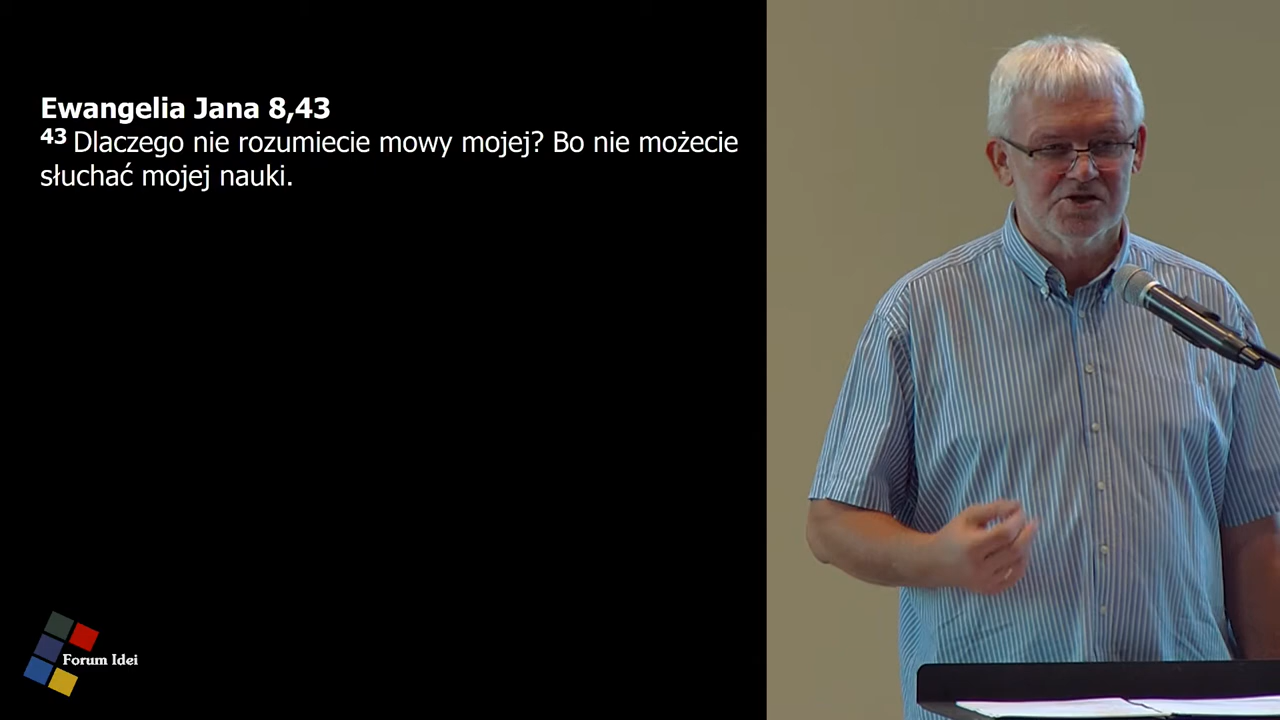 Ewangelia Jana 8,43
43 Dlaczego nie rozumiecie mowy mojej? Bo nie możecie
słuchać mojej nauki.
Forum Idei